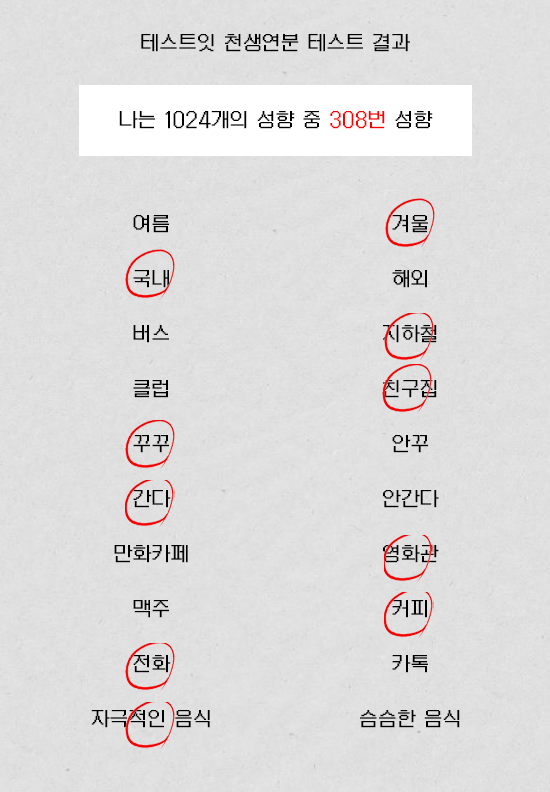 테스트잇 천생연분 테스트 결과
나는 1024개의 성향 중 308번 성향
여름 겨울
국내 해외
버스 지하철
클럽 친구집
꾸꾸 안꾸
간다 안간다
만화카페 영화관
맥주 커피
전화 카톡
자극적인 음식 슴슴한 음식